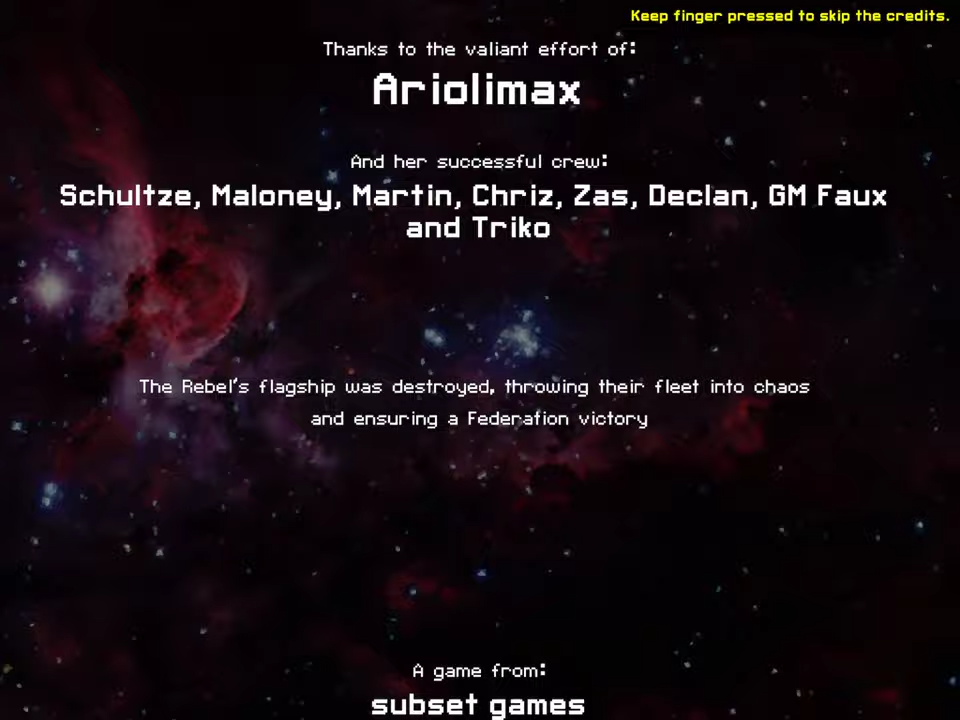 Keep finger pressed to skip the credits.
Thanks to the valiant effort of:
Ariolimax
And her successful crew:
Schultze, Maloney, Martin, Chriz, Zas, Declan, GM Faux
and Triko
The Rebel's flagship was destroyed, throwing their fleet into chaos
and ensuring a Federation victory
A game from:
subset games